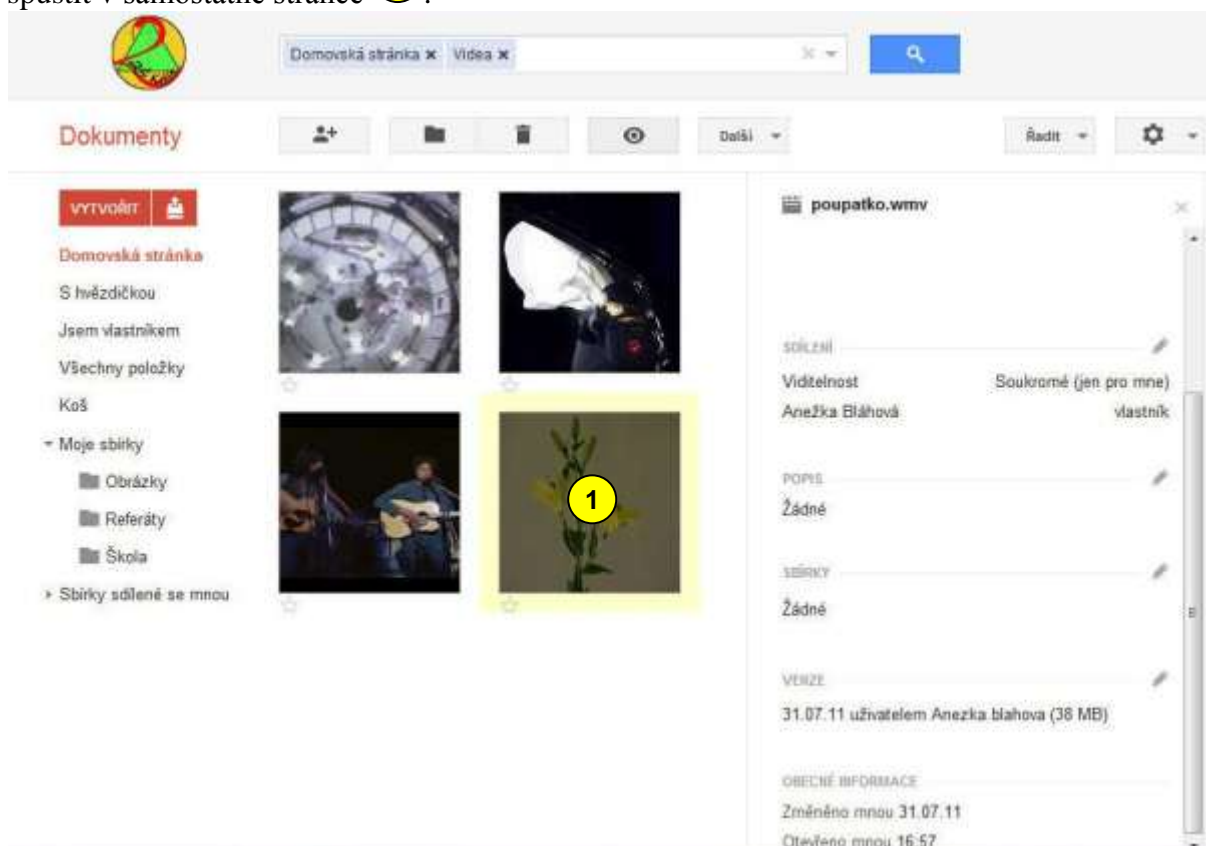 spustit v samostatné stránce
Domovská stránka × Videa ×
Dokumenty
Další
Řadit
VYTVOŘIT
Domovská stránka
S hvězdičkou
Jsem vlastníkem
Všechny položky
Koš
Moje sbírky
Obrázky
Referáty
Škola
Sbírky sdílené se mnou
1
poupatko.wmv
SDÍLENÍ
Viditelnost Soukromé (jen pro mne)
Anežka Bláhová vlastník
POPIS
Žádné
SBÍRKY
Žádné
VERZE
31.07.11 uživatelem Anezka.blahova (38 MB)
OBECNÉ INFORMACE
Změněno mnou 31.07.11
Otevřeno mnou 16:57